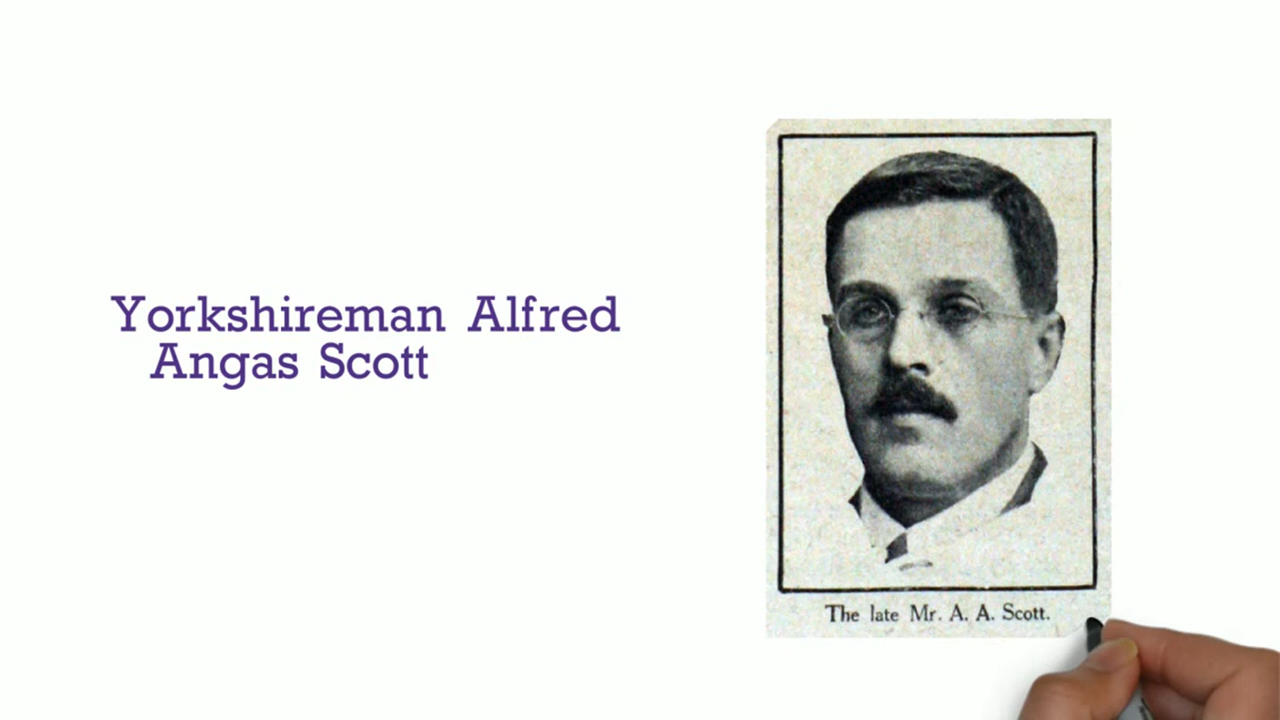 Yorkshireman Alfred
Angas Scott
The late Mr. A. A. Scott.